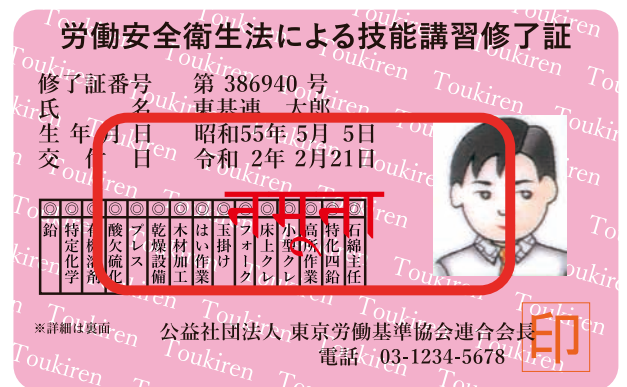 労働安全衛生法による技能講習修了証
修了証番号 第 386940 号
氏名 東基連 太郎
生年月日 昭和55年 5月 5日
交付日 令和 2年 2月21日
◎◎◎◎◎◎◎◎◎◎◎◎◎◎◎
鉛
特定化学
有機溶剤
酸欠硫化
プレス
乾燥設備
木材加工
はい作業
玉掛け
フォーク
床上クレ
小型クレ
高所作業
特化四鉛
石綿主任
नमुना
※詳細は裏面
公益社団法人 東京労働基準協会連合会長
電話 03-1234-5678
印
Toukiren